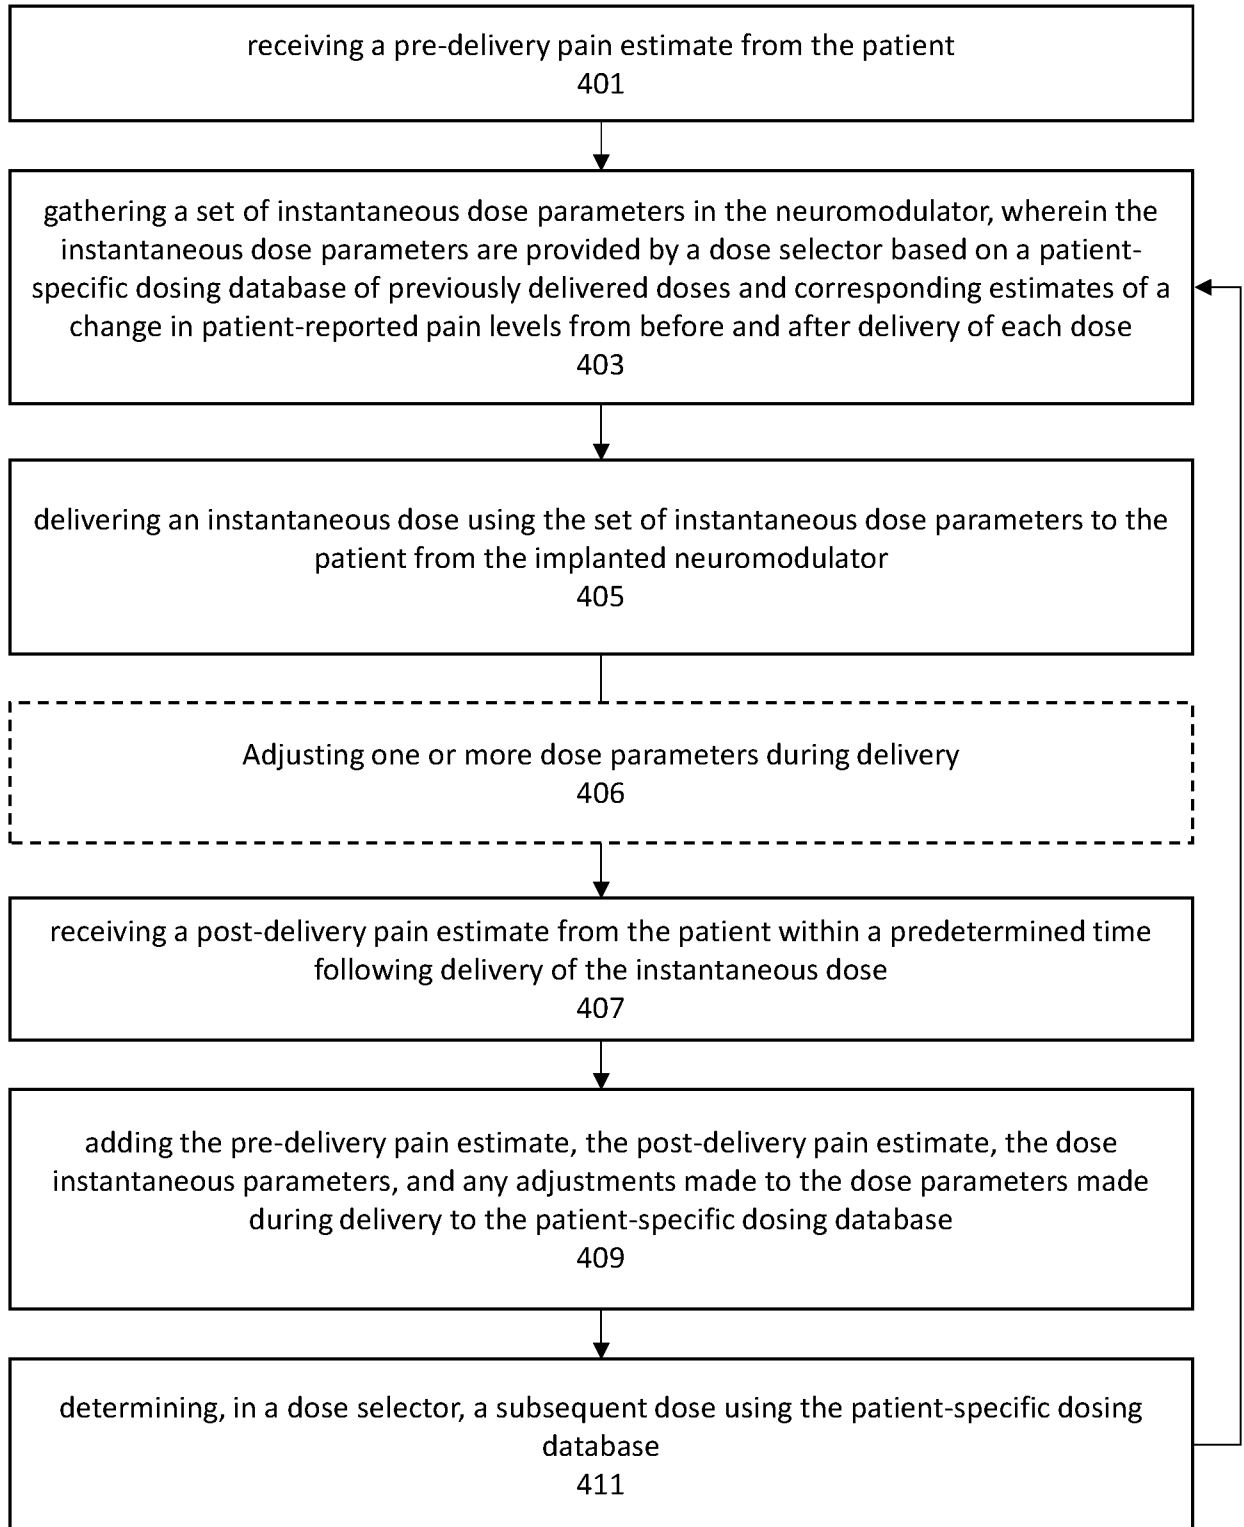 receiving a pre-delivery pain estimate from the patient
401
gathering a set of instantaneous dose parameters in the neuromodulator, wherein the
instantaneous dose parameters are provided by a dose selector based on a patient-
specific dosing database of previously delivered doses and corresponding estimates of a
change in patient-reported pain levels from before and after delivery of each dose
403
delivering an instantaneous dose using the set of instantaneous dose parameters to the
patient from the implanted neuromodulator
405
Adjusting one or more dose parameters during delivery
406
receiving a post-delivery pain estimate from the patient within a predetermined time
following delivery of the instantaneous dose
407
adding the pre-delivery pain estimate, the post-delivery pain estimate, the dose
instantaneous parameters, and any adjustments made to the dose parameters made
during delivery to the patient-specific dosing database
409
determining, in a dose selector, a subsequent dose using the patient-specific dosing
database
411